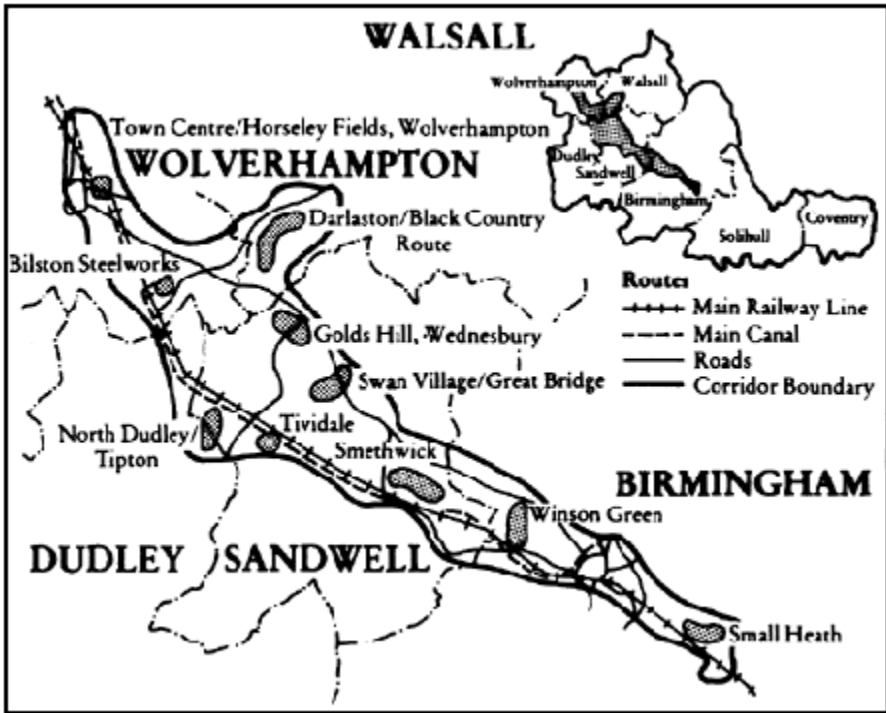 WALSALL
Wolverhampton
Walsall
Dudley
Sandwell
Birmingham
Solihull
Coventry
Town Centre/Horseley Fields, Wolverhampton
WOLVERHAMPTON
Darlaston/Black Country
Route
Bilston Steelworks
Routes
Main Railway Line
Main Canal
Roads
Corridor Boundary
Golds Hill, Wednesbury
Swan Village/Great Bridge
North Dudley/
Tipton
Tividale
Smethwick
BIRMINGHAM
Winson Green
DUDLEY
SANDWELL
Small Heath